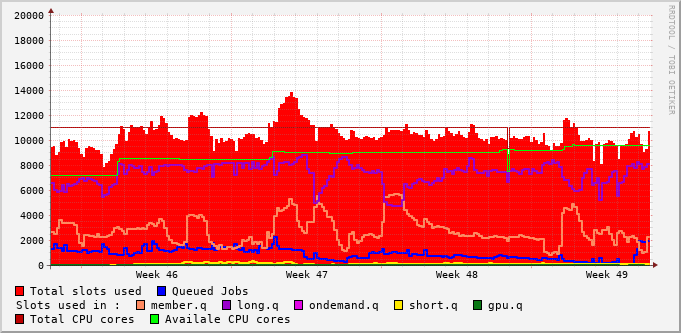 20000
18000
16000
14000
12000
10000
8000
6000
4000
2000
0
Week 46 Week 47 Week 48 Week 49
Total slots used Queued Jobs
Slots used in : member.q long.q ondemand.q short.q gpu.q
Total CPU cores Availale CPU cores
RRDTOOL / TOBI OETIKER